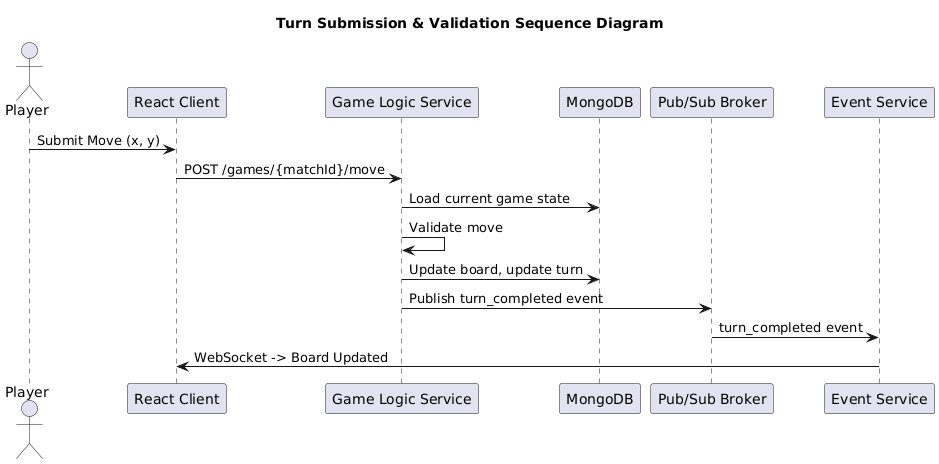 Turn Submission & Validation Sequence Diagram
Player
React Client
Game Logic Service
MongoDB
Pub/Sub Broker
Event Service
Submit Move (x, y)
POST /games/{matchId}/move
Load current game state
Validate move
Update board, update turn
Publish turn_completed event
turn_completed event
WebSocket -> Board Updated
Player
React Client
Game Logic Service
MongoDB
Pub/Sub Broker
Event Service